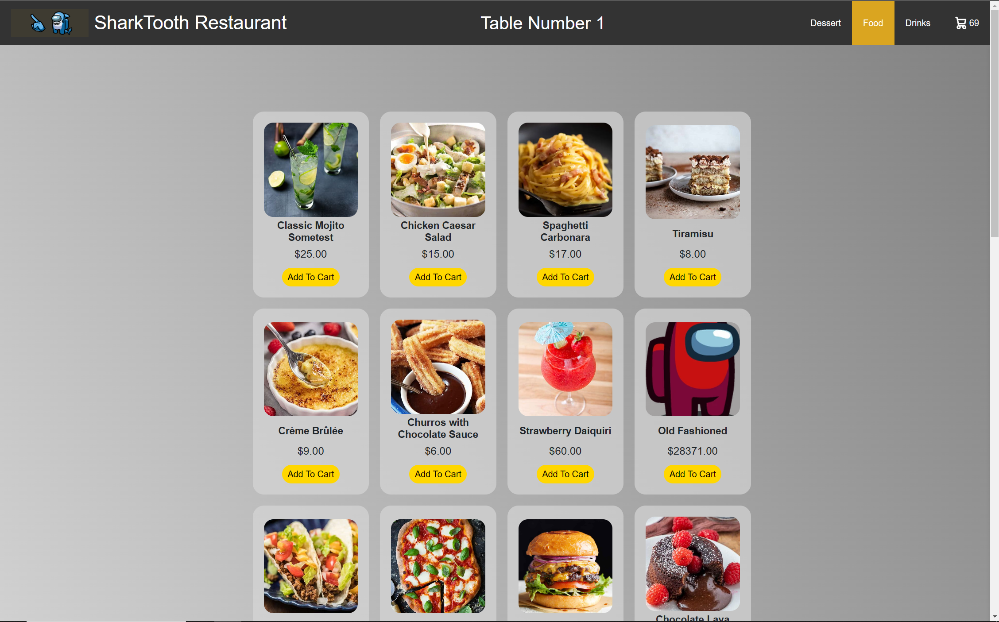 SharkTooth Restaurant
Table Number 1
Dessert
Food
Drinks
69
Classic Mojito
Sometest
$25.00
Add To Cart
Chicken Caesar
Salad
$15.00
Add To Cart
Spaghetti
Carbonara
$17.00
Add To Cart
Tiramisu
$8.00
Add To Cart
Crème Brûlée
$9.00
Add To Cart
Churros with
Chocolate Sauce
$6.00
Add To Cart
Strawberry Daiquiri
$60.00
Add To Cart
Old Fashioned
$28371.00
Add To Cart
Chocolate Lava